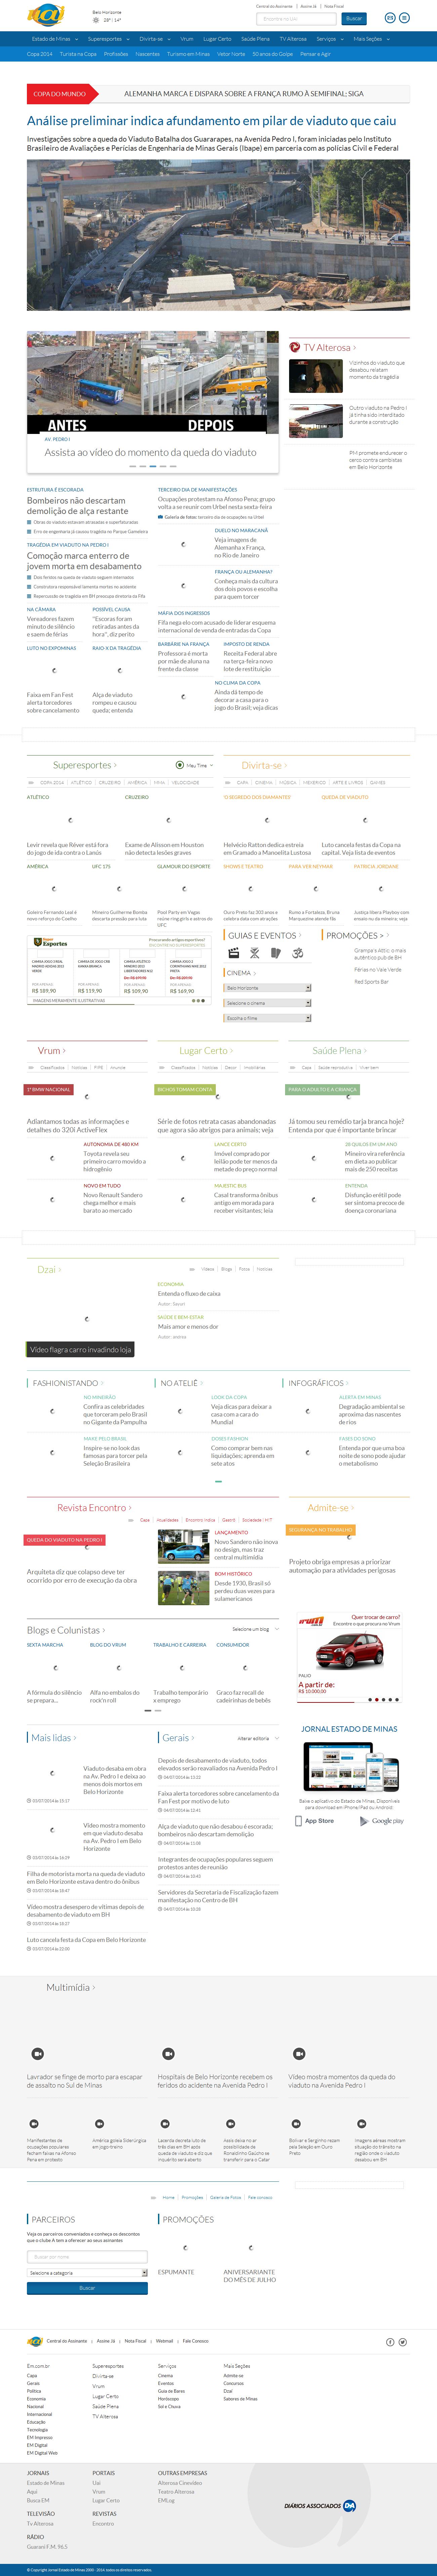 uai
Belo Horizonte
23° | 14°
Central do Assinante | Assine Já | Nota Fiscal
Encontre no Uai
Buscar
Estado de Minas
Superesportes
Divirta-se
Vrum
Lugar Certo
Saúde Plena
TV Alterosa
Serviços
Mais Seções
Copa 2014
Turista na Copa
Profissões
Nascentes
Turismo em Minas
Vetor Norte
50 anos do Golpe
Pensar e Agir
COPA DO MUNDO
ALEMANHA MARCA E DISPARA SOBRE A FRANÇA RUMO À SEMIFINAL; SIGA
Análise preliminar indica afundamento em pilar de viaduto que caiu
Investigações sobre a queda do Viaduto Batalha dos Guararapes, na Avenida Pedro I, foram iniciadas pelo Instituto
Brasileiro de Avaliações e Perícias de Engenharia de Minas Gerais (Ibape) em parceria com as polícias Civil e Federal
ANTES
DEPOIS
AV. PEDRO I
Assista ao vídeo do momento da queda do viaduto
TV Alterosa
Vizinhos do viaduto que
desabou relatam
momento da tragédia
Outro viaduto na Pedro I
já tinha sido interditado
durante a construção
PM promete endurecer o
cerco contra cambistas
em Belo Horizonte
ESTRUTURA É ESCORADA
Bombeiros não descartam
demolição de alça restante
Obras do viaduto estavam atrasadas e superfaturadas
Erro de engenharia já causou tragédia no Parque Gameleira
TRAGÉDIA EM VIADUTO NA PEDRO I
Comoção marca enterro de
jovem morta em desabamento
Dois feridos na queda de viaduto seguem internados
Construtora responsável lamenta mortes no acidente
Repercussão de tragédia em BH preocupa diretoria da Fifa
NA CÂMARA
Vereadores fazem
minuto de silêncio
e saem de férias
POSSÍVEL CAUSA
"Escoras foram
retiradas antes da
hora", diz perito
LUTO NO EXPOMINAS
Faixa em Fan Fest
alerta torcedores
sobre cancelamento
RAIO-X DA TRAGÉDIA
Alça de viaduto
rompeu e causou
queda; entenda
TERCEIRO DIA DE MANIFESTAÇÕES
Ocupações protestam na Afonso Pena; grupo
volta a se reunir com Urbel nesta sexta-feira
Galeria de fotos: terceiro dia de ocupações na Urbel
DUELO NO MARACANÃ
Veja imagens de
Alemanha x França,
no Rio de Janeiro
FRANÇA OU ALEMANHA?
Conheça mais da cultura
dos dois povos e escolha
para quem torcer
MÁFIA DOS INGRESSOS
Fifa nega elo com acusado de liderar esquema
internacional de venda de entradas da Copa
BARBÁRIE NA FRANÇA
Professora é morta
por mãe de aluna na
frente da classe
IMPOSTO DE RENDA
Receita Federal abre
na terça-feira novo
lote de restituição
NO CLIMA DA COPA
Ainda dá tempo de
decorar a casa para o
jogo do Brasil; veja dicas
Superesportes
Meu Time
COPA 2014 | ATLÉTICO | CRUZEIRO | AMÉRICA | MMA | VELOCIDADE
ATLÉTICO
Levir revela que Réver está fora
do jogo de ida contra o Lanús
CRUZEIRO
Exame de Alisson em Houston
não detecta lesões graves
AMÉRICA
Goleiro Fernando Leal é
novo reforço do Coelho
UFC 175
Mineiro Guilherme Bomba
descarta pressão para luta
GLAMOUR DO ESPORTE
Pool Party em Vegas
reúne ring girls e astros do
UFC
Esportes
Procurando artigos esportivos?
ENCONTRE NO SUPERESPORTES
R$ 189,90
R$ 119,90
R$ 109,90
R$ 169,90
IMAGENS MERAMENTE ILUSTRATIVAS
Divirta-se
CAPA | CINEMA | MÚSICA | MEXERICO | ARTE E LIVROS | GAMES
'O SEGREDO DOS DIAMANTES'
Helvécio Ratton dedica estreia
em Gramado a Manoelita Lustosa
QUEDA DE VIADUTO
Luto cancela festas da Copa na
capital. Veja lista de eventos
SHOWS E TEATRO
Ouro Preto faz 303 anos e
celebra data com atrações
PARA VER NEYMAR
Rumo a Fortaleza, Bruna
Marquezine atende fãs
PATRICIA JORDANE
Justiça libera Playboy com
ensaio nu da mineira; veja
GUIAS E EVENTOS
CINEMA
Belo Horizonte
Selecione o cinema
Escolha o filme
PROMOÇÕES >
Grampa's Attic: o mais
autêntico pub de BH
Férias no Vale Verde
Red Sports Bar
Vrum
Classificados | Notícias | FIPE | Anuncie
1º BMW NACIONAL
Adiantamos todas as informações e
detalhes do 320i ActiveFlex
AUTONOMIA DE 480 KM
Toyota revela seu
primeiro carro movido a
hidrogênio
NOVO EM TUDO
Novo Renault Sandero
chega melhor e mais
barato ao mercado
Lugar Certo
Classificados | Notícias | Decor | Imobiliárias
RICHER TOMAM CONTA
Série de fotos retrata casas abandonadas
que agora são abrigos para animais; veja
LANCE CERTO
Imóvel comprado por
leilão pode ter menos da
metade do preço normal
MAJESTIC BUS
Casal transforma ônibus
antigo em morada para
receber visitantes; leia
Saúde Plena
Capa | Saúde reprodutiva | Viver bem
PARA O ADULTO E A CRIANÇA
Já tomou seu remédio tarja branca hoje?
Entenda por que é importante brincar
20 QUILOS EM UM ANO
Mineira vira referência
em dieta ao publicar
mais de 250 receitas
ENTENDA
Disfunção erétil pode
ser sintoma precoce de
doença coronariana
Dzai
Vídeos | Blogs | Fotos | Notícias
Vídeo flagra carro invadindo loja
ECONOMIA
Entenda o fluxo de caixa
SAÚDE E BEM-ESTAR
Mais amor e menos dor
Autor: andrea
FASHIONISTANDO
NO MINEIRÃO
Confira as celebridades
que torceram pelo Brasil
no Gigante da Pampulha
MAKE PELO BRASIL
Inspire-se no look das
famosas para torcer pela
Seleção Brasileira
NO ATELIÊ
LOOK DA COPA
Veja dicas para deixar a
casa com a cara do
Mundial
DOSES FASHION
Como comprar bem nas
liquidações; aprenda em
sete atos
INFOGRÁFICOS
ALERTA EM MINAS
Degradação ambiental se
aproxima das nascentes
de rios
FASES DO SONO
Entenda por que uma boa
noite de sono pode ajudar
o metabolismo
Revista Encontro
Capa | Atualidades | Encontro Indica | Gastrô | Sociedade | HIT
QUEDA DO VIADUTO NA PEDRO I
Arquiteta diz que colapso deve ter
ocorrido por erro de execução da obra
LANÇAMENTO
Novo Sandero não inova
no design, mas traz
central multimídia
BOM HISTÓRICO
Desde 1930, Brasil só
perdeu duas vezes para
sulamericanos
Admite-se
SEGURANÇA NO TRABALHO
Projeto obriga empresas a priorizar
automação para atividades perigosas
Blogs e Colunistas
Selecione um blog
SEXTA MARCHA
A fórmula do silêncio
se prepara...
BLOG DO VRUM
Alfa no embalos do
rock'n roll
TRABALHO E CARREIRA
Trabalho temporário
x emprego
CONSUMIDOR
Graco faz recall de
cadeirinhas de bebês
vrum
Quer trocar de carro?
Encontre o que procura no Vrum
PALIO
A partir de:
R$ 10.000,00
Mais lidas
Viaduto desaba em obra
na Av. Pedro I e deixa ao
menos dois mortos em
Belo Horizonte
03/07/2014 às 15:17
Vídeo mostra momento
em que viaduto desaba
na Av. Pedro I em Belo
Horizonte
03/07/2014 às 16:29
Filha de motorista morta na queda de viaduto
em Belo Horizonte estava dentro do ônibus
03/07/2014 às 18:47
Vídeo mostra desespero de vítimas depois de
desabamento de viaduto em BH
03/07/2014 às 18:27
Luto cancela festa da Copa em Belo Horizonte
03/07/2014 às 22:00
Gerais
Alterar editoria
Depois de desabamento de viaduto, todos
elevados serão reavaliados na Avenida Pedro I
04/07/2014 às 11:22
Faixa alerta torcedores sobre cancelamento da
Fan Fest por motivo de luto
04/07/2014 às 12:41
Alça de viaduto que não desabou é escorada;
bombeiros não descartam demolição
04/07/2014 às 11:08
Integrantes de ocupações populares seguem
protestos antes de reunião
04/07/2014 às 10:43
Servidores da Secretaria de Fiscalização fazem
manifestação no Centro de BH
04/07/2014 às 10:28
JORNAL ESTADO DE MINAS
Baixe o aplicativo do Estado de Minas. Disponíveis
para download em iPhone/iPad ou Android:
App Store
Google play
Multimídia
Lavrador se finge de morto para escapar
de assalto no Sul de Minas
Hospitais de Belo Horizonte recebem os
feridos do acidente na Avenida Pedro I
Vídeo mostra momentos da queda do
viaduto na Avenida Pedro I
Manifestantes de
ocupações populares
fecham faixas na Afonso
Pena em protesto
América goleia Siderúrgica
em jogo-treino
Lacerda decreta luto de
três dias em BH após
queda de viaduto e diz que
inquérito será aberto
Assis deixa no ar
possibilidade de
Ronaldinho Gaúcho se
transferir para o Catar
Bolívar e Serginho rezam
pela Seleção em Ouro
Preto
Imagens aéreas mostram
situação do trânsito na
região onde o viaduto
desabou em BH
Home | Promoções | Galeria de Fotos | Fale conosco
PARCEIROS
Veja os parceiros conveniados e conheça os descontos
que o Clube A tem a oferecer ao seus assinantes
Buscar por nome
Selecione a categoria
Buscar
PROMOÇÕES
ESPUMANTE
ANIVERSARIANTE
DO MÊS DE JULHO
uai
Central do Assinante | Assine Já | Nota Fiscal | Webmail | Fale Conosco
Em.com.br
Capa
Gerais
Política
Economia
Nacional
Internacional
Educação
Tecnologia
EM Impresso
EM Digital
EM Digital Web
Superesportes
Divirta-se
Vrum
Lugar Certo
Saúde Plena
TV Alterosa
Serviços
Cinema
Eventos
Guia de Bares
Horóscopo
Sol e Chuva
Mais Seções
Admite-se
Concursos
Dzaí
Sabores de Minas
JORNAIS
Estado de Minas
Aqui
Busca EM
TELEVISÃO
Tv Alterosa
RÁDIO
Guarani F.M. 96,5
PORTAIS
Uai
Vrum
Lugar Certo
REVISTAS
Encontro
OUTRAS EMPRESAS
Alterosa Cinevídeo
Teatro Alterosa
EMLog
DIÁRIOS ASSOCIADOS
© Copyright Jornal Estado de Minas 2000 - 2014. todos os direitos reservados.